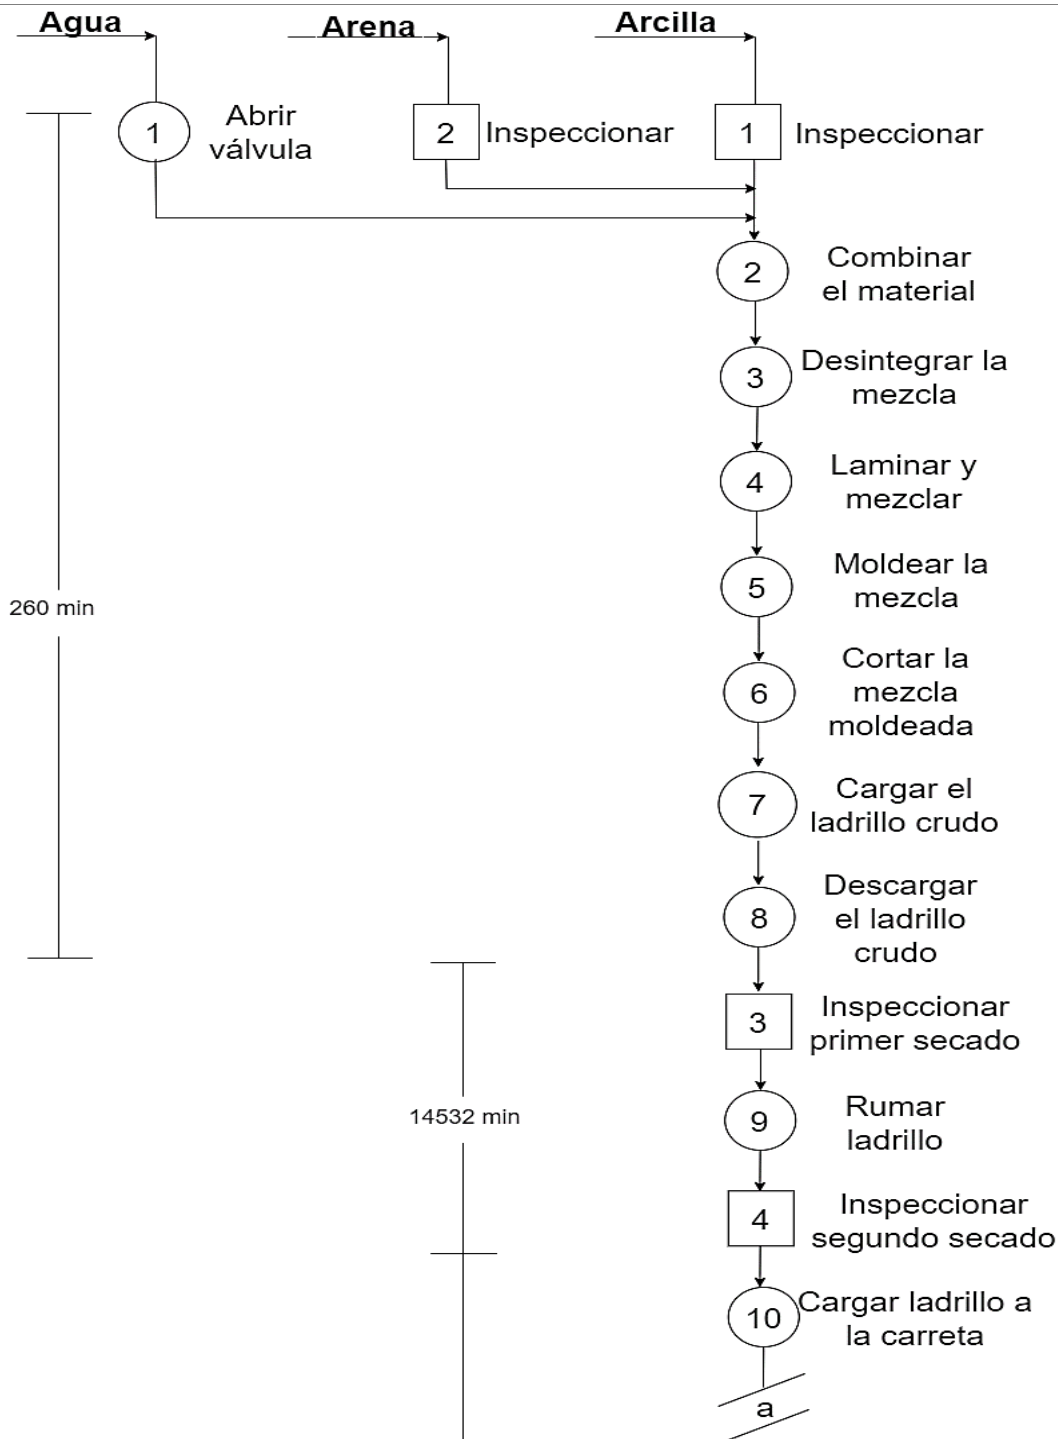 Agua
Arena
Arcilla
1
Abrir
válvula
2
Inspeccionar
1
Inspeccionar
2
Combinar
el material
3
Desintegrar la
mezcla
4
Laminar y
mezclar
5
Moldear la
mezcla
260 min
6
Cortar la
mezcla
moldeada
7
Cargar el
ladrillo crudo
8
Descargar
el ladrillo
crudo
3
Inspeccionar
primer secado
14532 min
9
Rumar
ladrillo
4
Inspeccionar
segundo secado
10
Cargar ladrillo a
la carreta
a